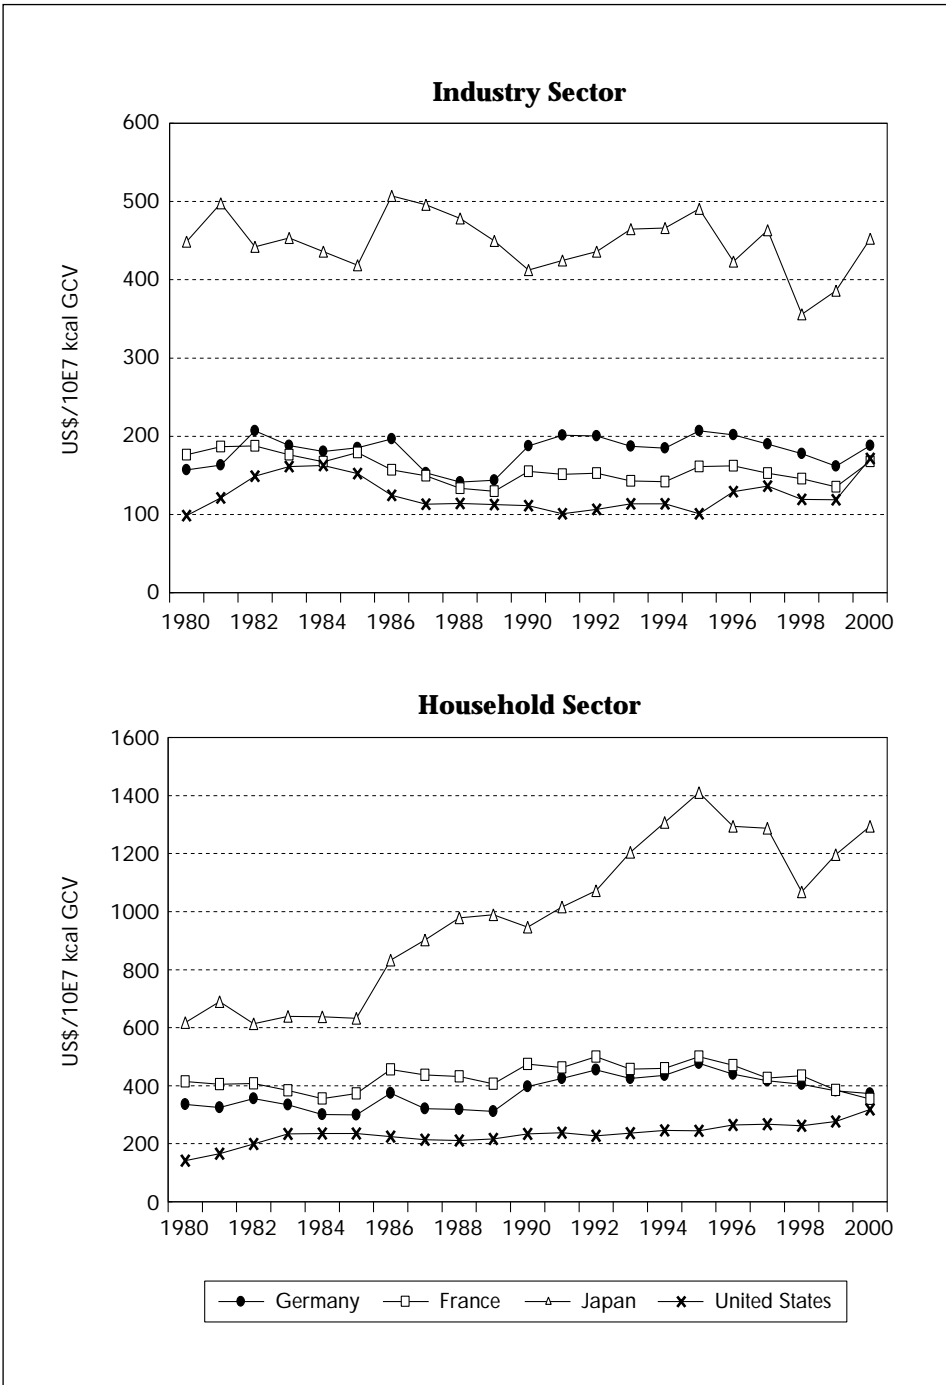 Industry Sector
600
500
400
300
200
100
0
US$/10E7 kcal GCV
1980 1982 1984 1986 1988 1990 1992 1994 1996 1998 2000
Household Sector
1600
1400
1200
1000
800
600
400
200
0
US$/10E7 kcal GCV
1980 1982 1984 1986 1988 1990 1992 1994 1996 1998 2000
Germany France Japan United States